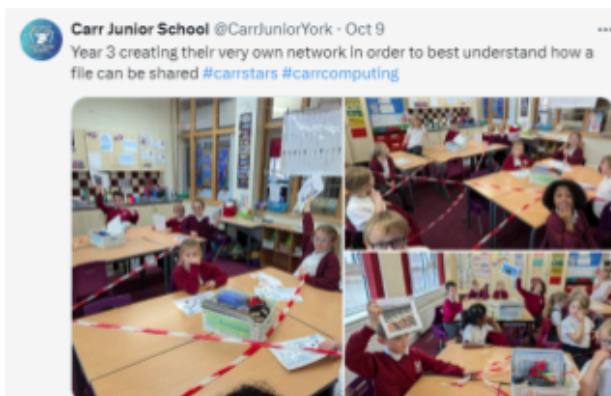 Carr Junior School @CarrJuniorYork · Oct 9
Year 3 creating their very own network in order to best understand how a
file can be shared #carrstars #carrcomputing